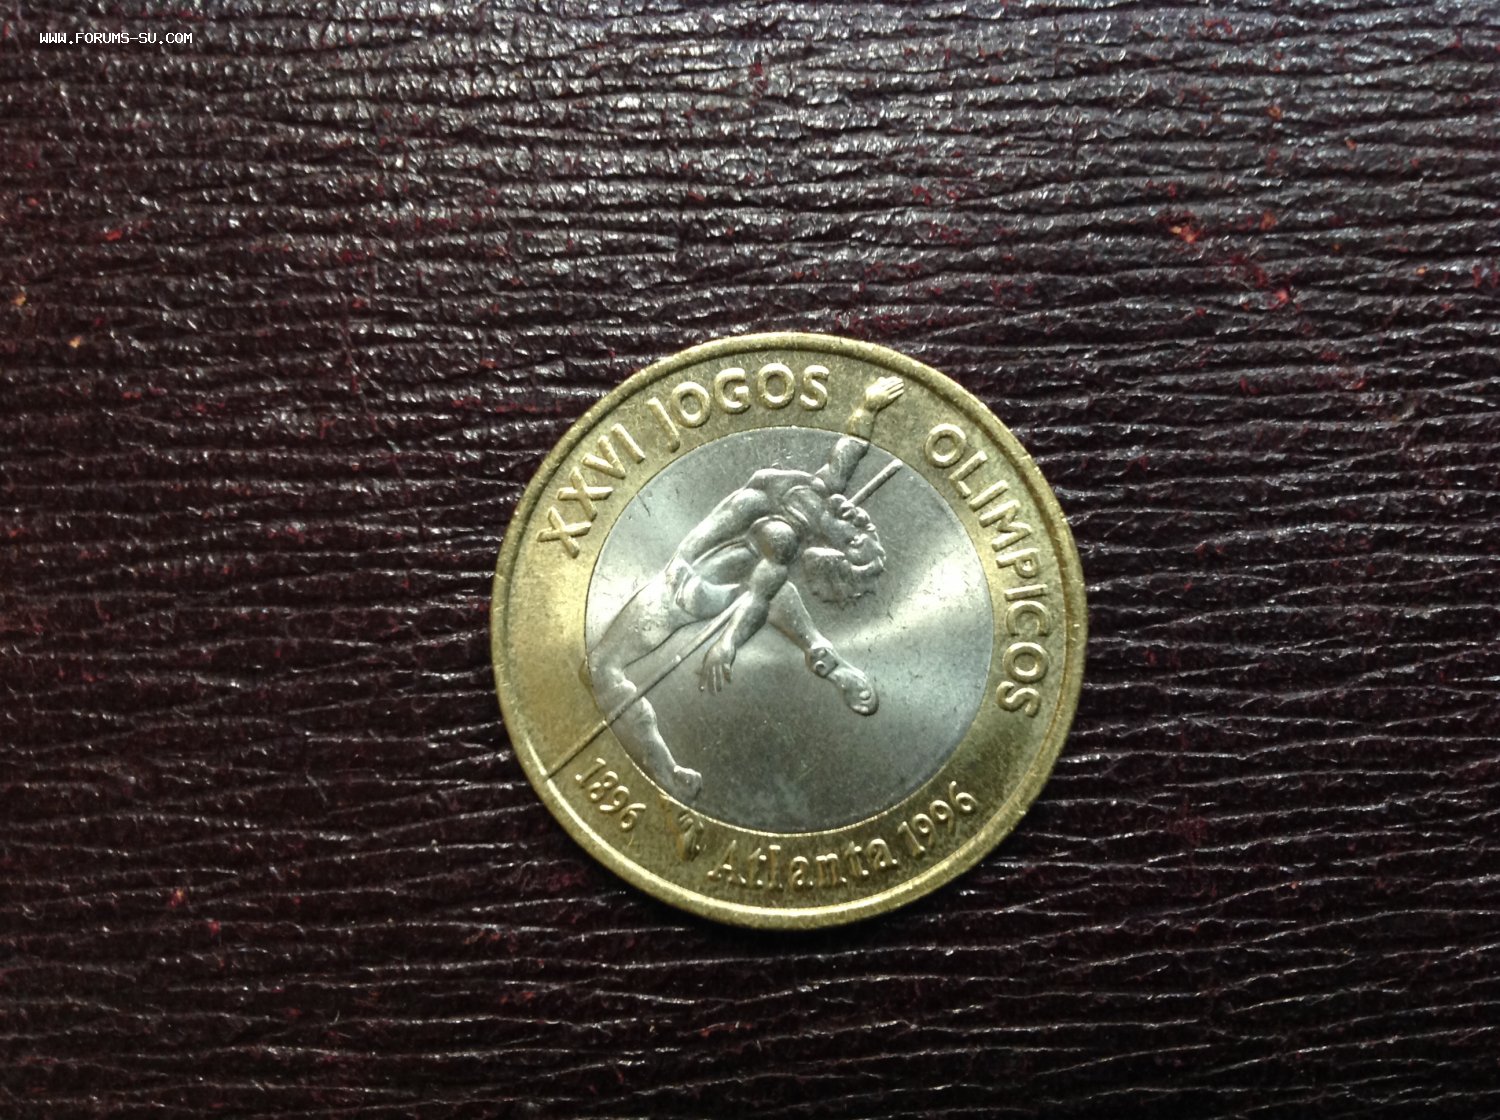 WWW.FORUMS-SU.COM
XXVI JOGOS OLIMPICOS
1896 Atlanta 1996